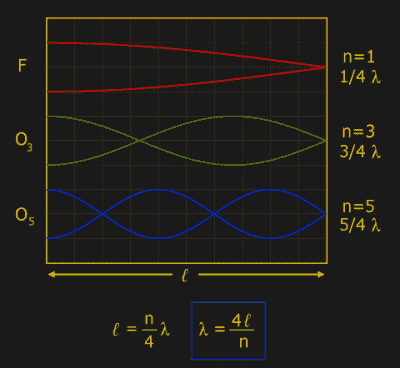 F
n=1
1/4 λ
O₃
n=3
3/4 λ
O₅
n=5
5/4 λ
ℓ
ℓ = n/4 λ
λ = 4ℓ/n